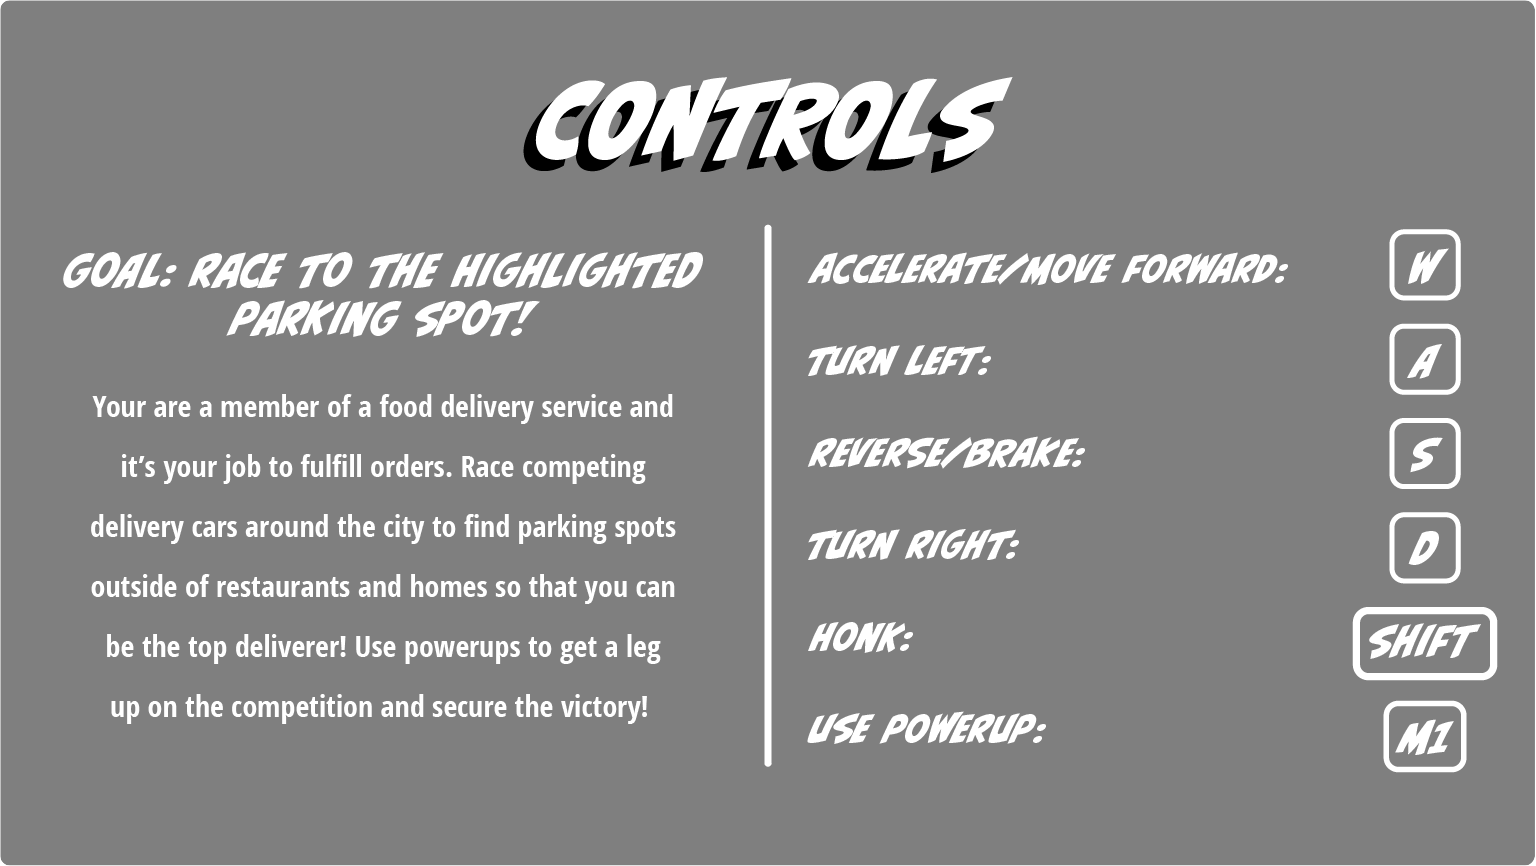 CONTROLS
GOAL: RACE TO THE HIGHLIGHTED
PARKING SPOT!
Your are a member of a food delivery service and
it’s your job to fulfill orders. Race competing
delivery cars around the city to find parking spots
outside of restaurants and homes so that you can
be the top deliverer! Use powerups to get a leg
up on the competition and secure the victory!
ACCELERATE/MOVE FORWARD: W
TURN LEFT: A
REVERSE/BRAKE: S
TURN RIGHT: D
HONK: SHIFT
USE POWERUP: M1